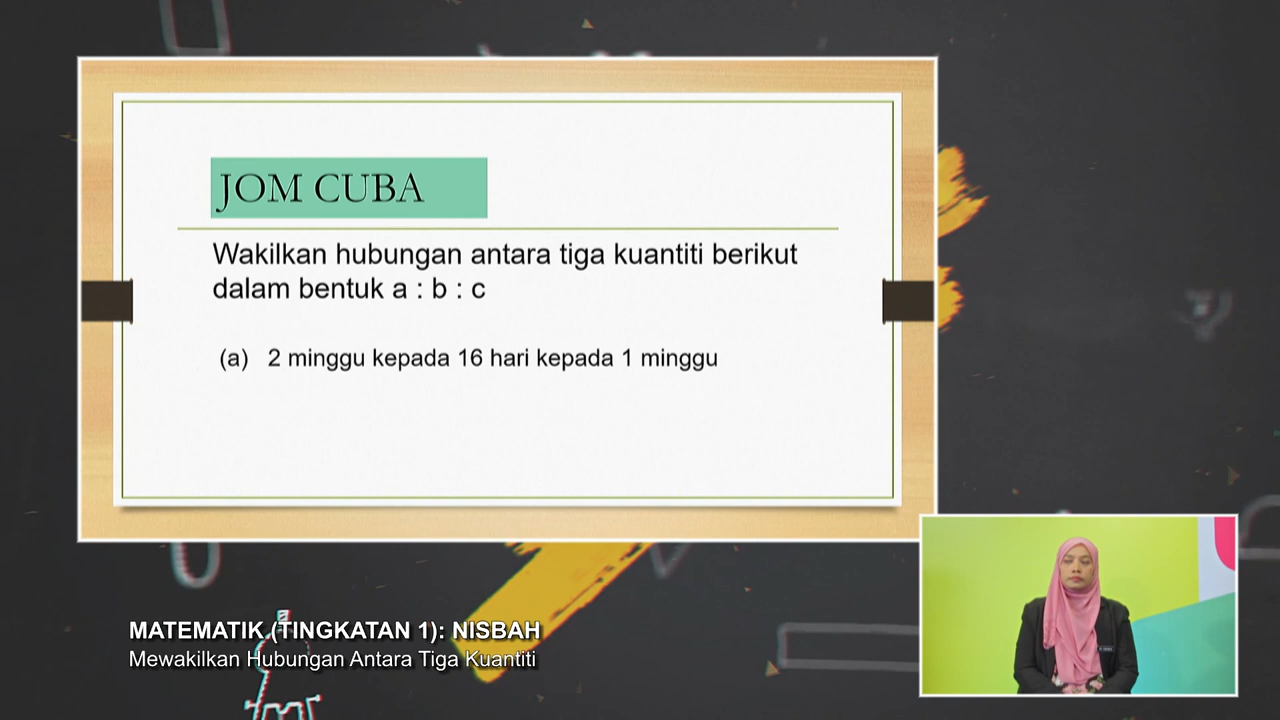 JOM CUBA
Wakilkan hubungan antara tiga kuantiti berikut
dalam bentuk a : b : c
(a) 2 minggu kepada 16 hari kepada 1 minggu
MATEMATIK (TINGKATAN 1): NISBAH
Mewakilkan Hubungan Antara Tiga Kuantiti